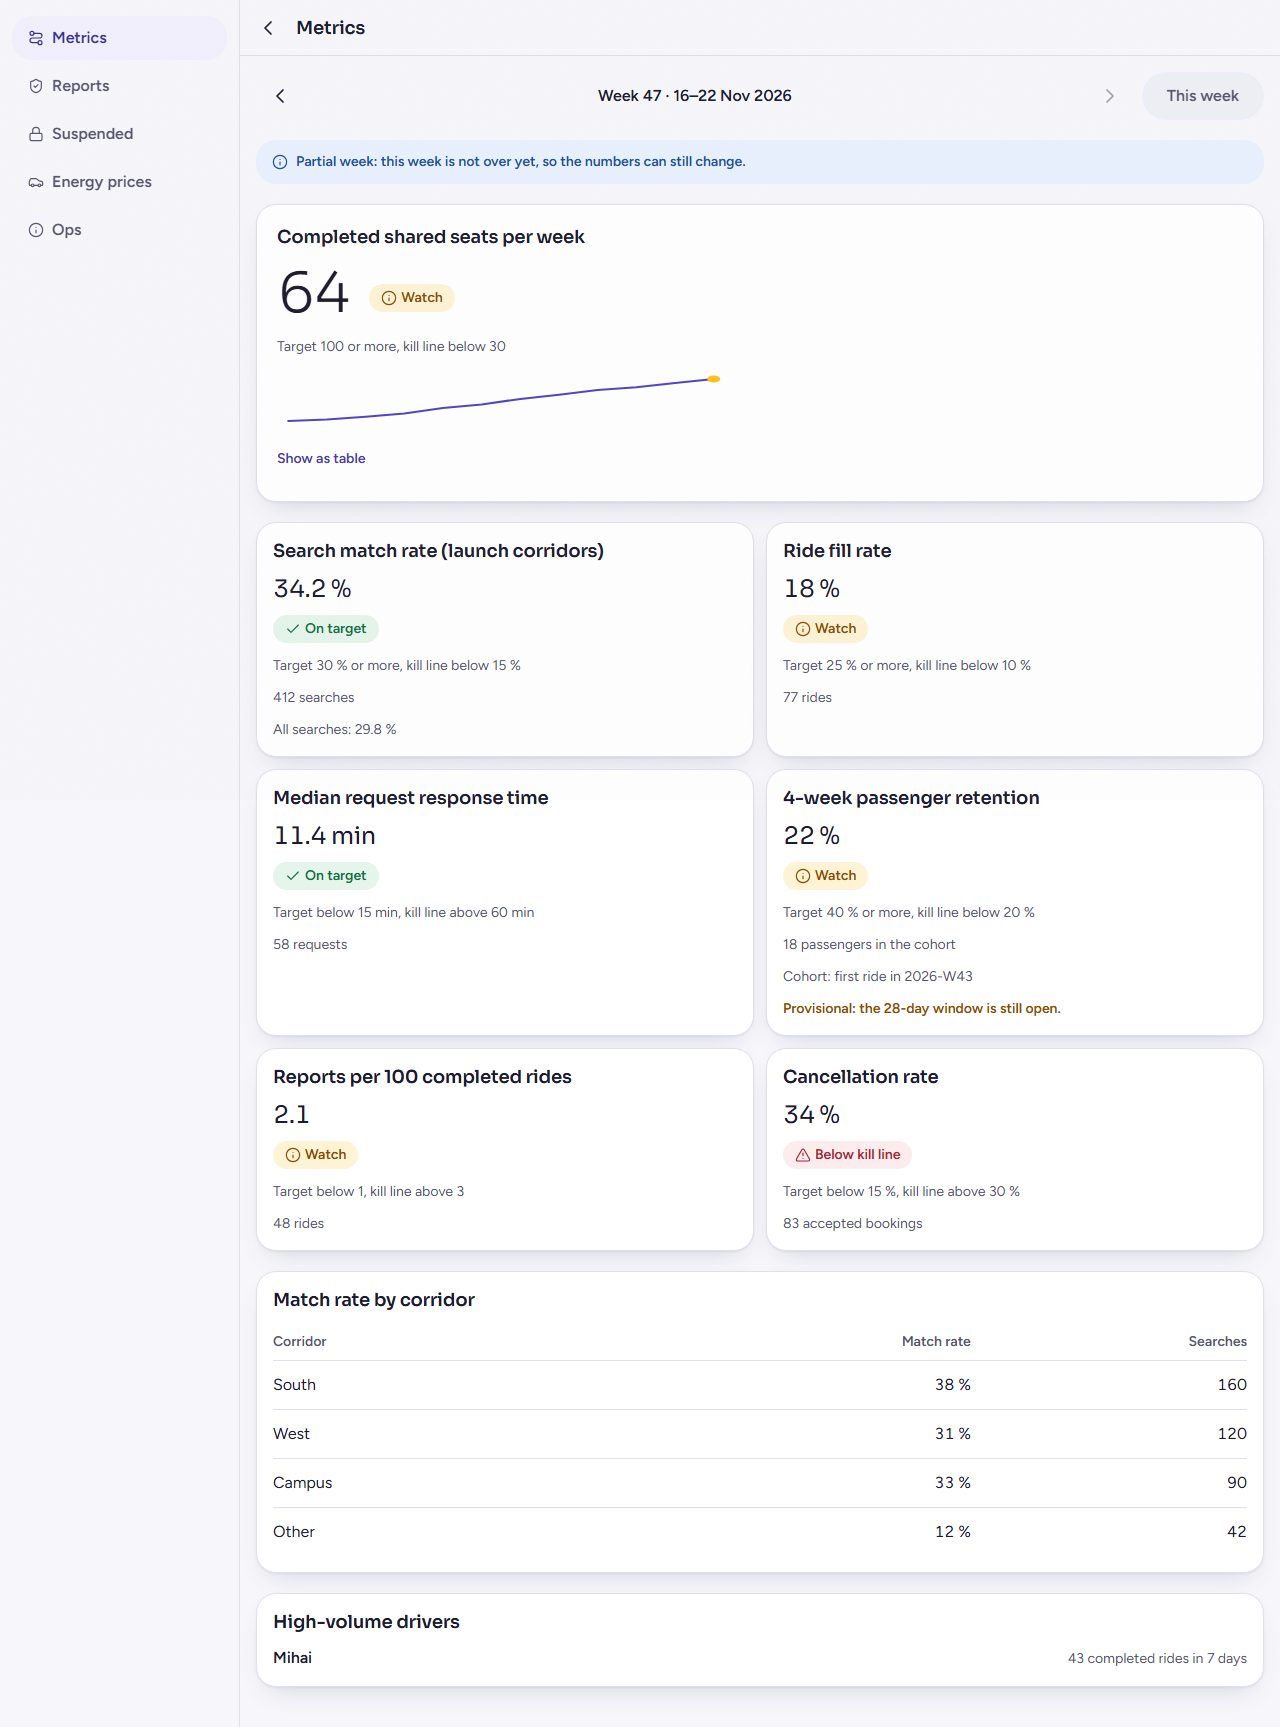 Metrics
Reports
Suspended
Energy prices
Ops
Metrics
Week 47 · 16–22 Nov 2026
This week
Partial week: this week is not over yet, so the numbers can still change.
Completed shared seats per week
64
Watch
Target 100 or more, kill line below 30
Show as table
Search match rate (launch corridors)
34.2 %
On target
Target 30 % or more, kill line below 15 %
412 searches
All searches: 29.8 %
Ride fill rate
18 %
Watch
Target 25 % or more, kill line below 10 %
77 rides
Median request response time
11.4 min
On target
Target below 15 min, kill line above 60 min
58 requests
4-week passenger retention
22 %
Watch
Target 40 % or more, kill line below 20 %
18 passengers in the cohort
Cohort: first ride in 2026-W43
Provisional: the 28-day window is still open.
Reports per 100 completed rides
2.1
Watch
Target below 1, kill line above 3
48 rides
Cancellation rate
34 %
Below kill line
Target below 15 %, kill line above 30 %
83 accepted bookings
Match rate by corridor
Corridor Match rate Searches
South 38 % 160
West 31 % 120
Campus 33 % 90
Other 12 % 42
High-volume drivers
Mihai 43 completed rides in 7 days